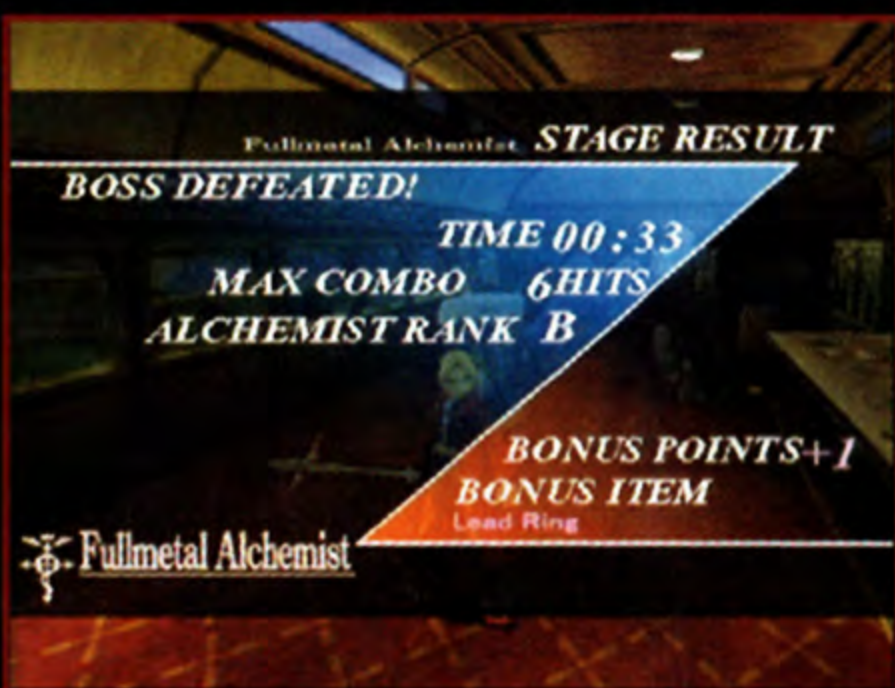 Fullmetal Alchemist STAGE RESULT
BOSS DEFEATED!
TIME 00:33
MAX COMBO 6HITS
ALCHEMIST RANK B
BONUS POINTS+1
BONUS ITEM
Lead Ring
Fullmetal Alchemist